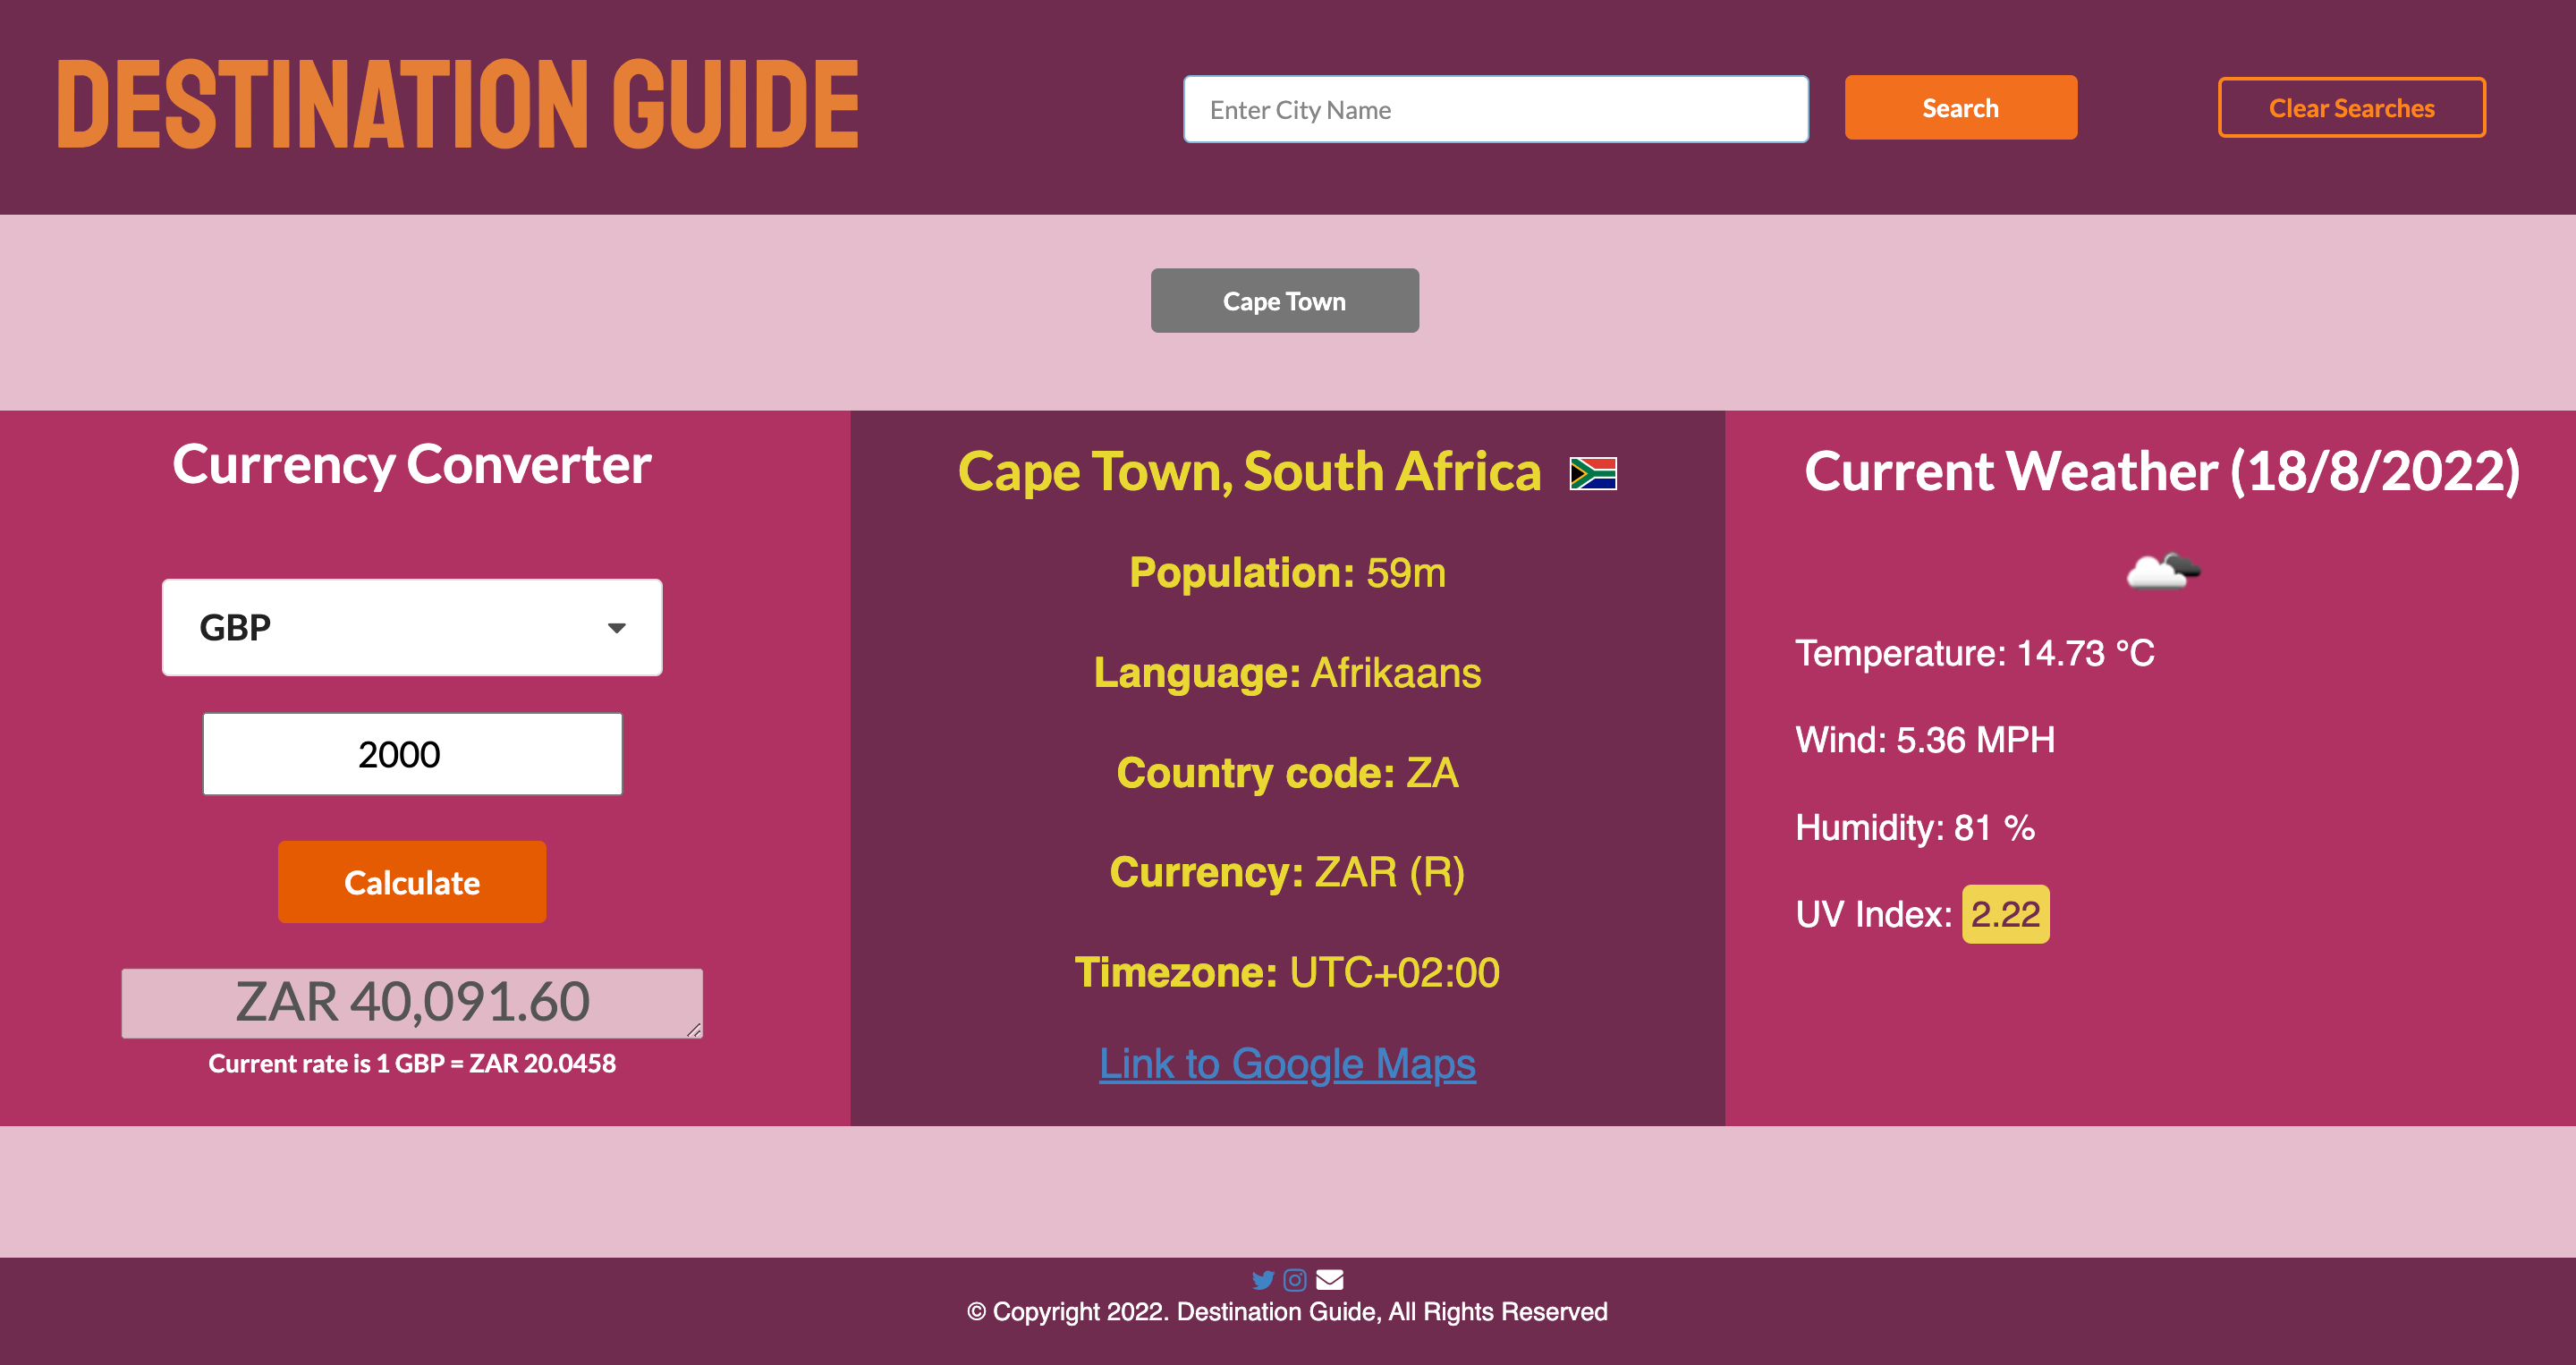 DESTINATION GUIDE
Enter City Name
Search
Clear Searches
Cape Town
Currency Converter
GBP
2000
Calculate
ZAR 40,091.60
Current rate is 1 GBP = ZAR 20.0458
Cape Town, South Africa
Population: 59m
Language: Afrikaans
Country code: ZA
Currency: ZAR (R)
Timezone: UTC+02:00
Link to Google Maps
Current Weather (18/8/2022)
Temperature: 14.73 °C
Wind: 5.36 MPH
Humidity: 81 %
UV Index: 2.22
© Copyright 2022. Destination Guide, All Rights Reserved